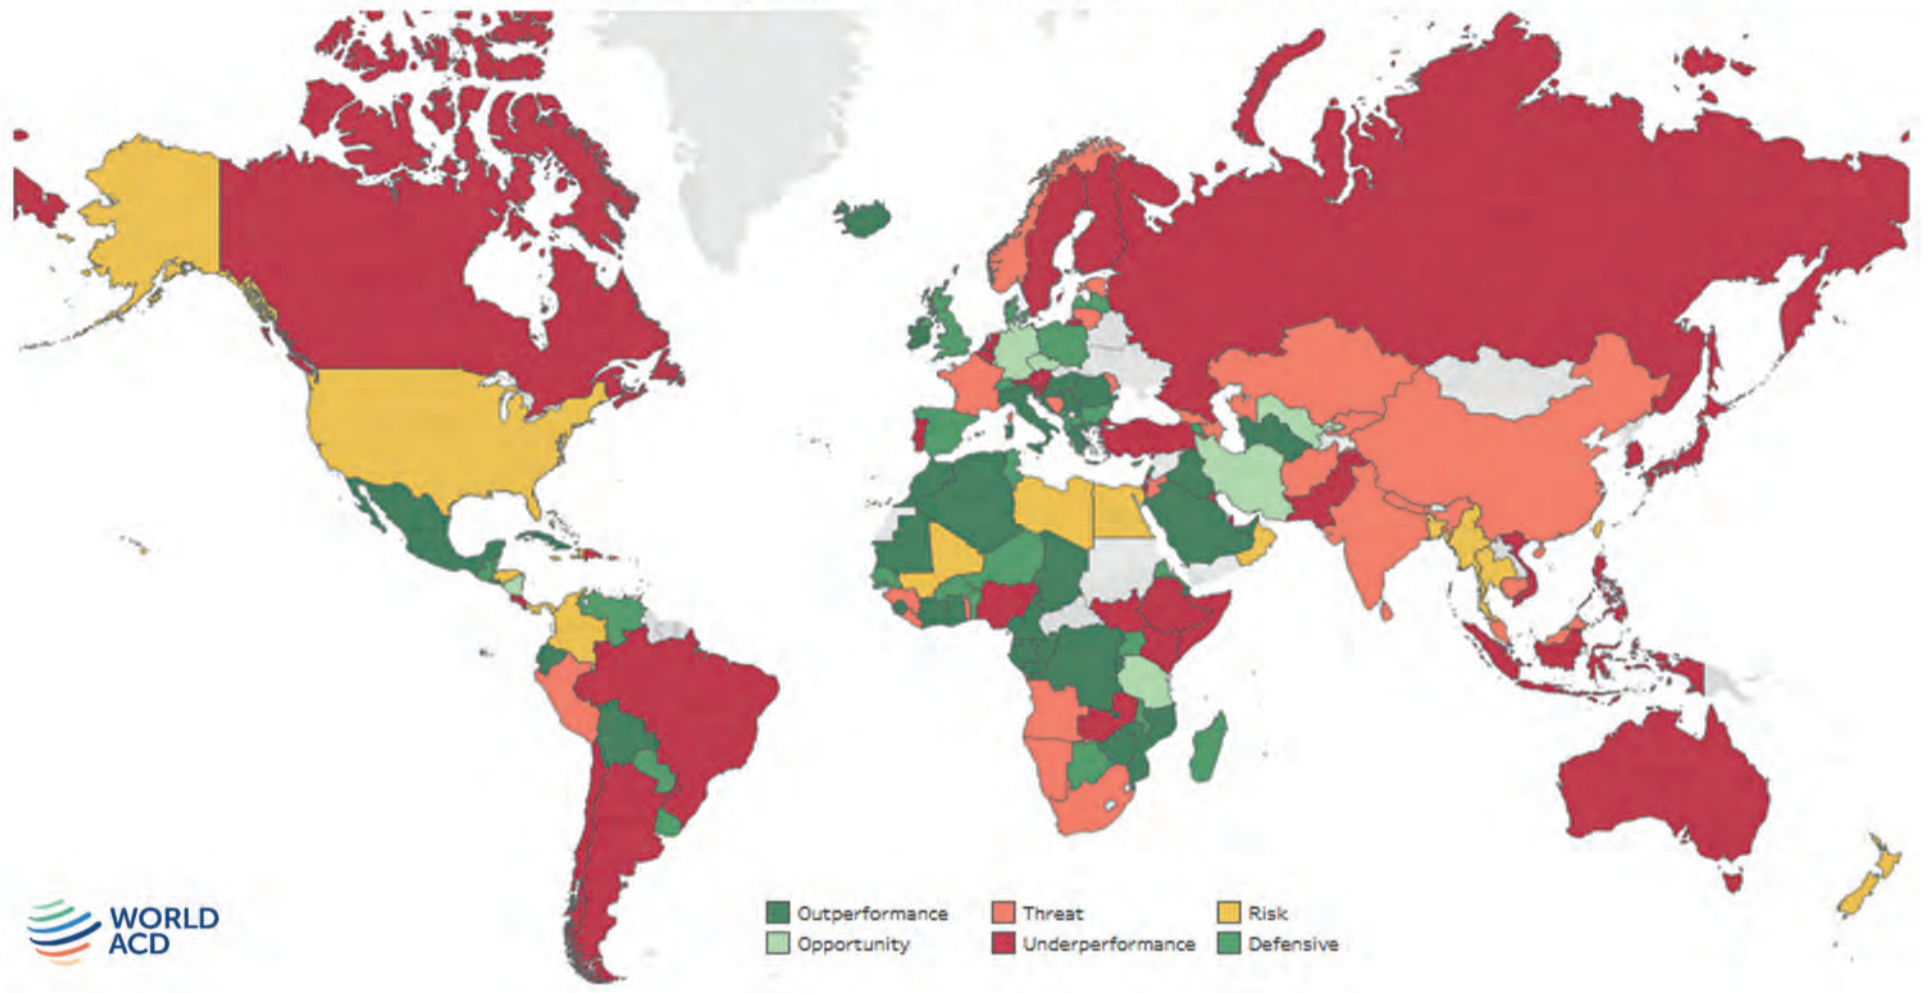 Outperformance
Threat
Risk
Opportunity
Underperformance
Defensive
WORLD
ACD